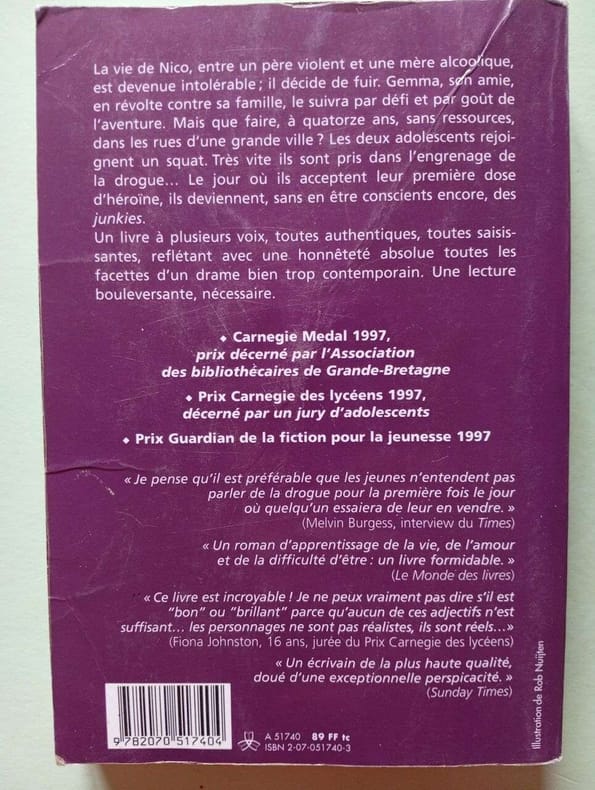 La vie de Nico, entre un père violent et une mère alcoolique,
est devenue intolérable ; il décide de fuir. Gemma, son amie,
en révolte contre sa famille, le suivra par défi et par goût de
l'aventure. Mais que faire, à quatorze ans, sans ressources,
dans les rues d'une grande ville ? Les deux adolescents rejoi-
gnent un squat. Très vite ils sont pris dans l'engrenage de
la drogue... Le jour où ils acceptent leur première dose
d'héroïne, ils deviennent, sans en être conscients encore, des
junkies.
Un livre à plusieurs voix, toutes authentiques, toutes saisis-
santes, reflétant avec une honnêteté absolue toutes les
facettes d'un drame bien trop contemporain. Une lecture
bouleversante, nécessaire.
◆ Carnegie Medal 1997,
prix décerné par l'Association
des bibliothécaires de Grande-Bretagne
◆ Prix Carnegie des lycéens 1997,
décerné par un jury d'adolescents
◆ Prix Guardian de la fiction pour la jeunesse 1997
« Je pense qu'il est préférable que les jeunes n'entendent pas
parler de la drogue pour la première fois le jour
où quelqu'un essaiera de leur en vendre. »
(Melvin Burgess, interview du Times)
« Un roman d'apprentissage de la vie, de l'amour
et de la difficulté d'être : un livre formidable. »
(Le Monde des livres)
« Ce livre est incroyable ! Je ne peux vraiment pas dire s'il est
"bon" ou "brillant" parce qu'aucun de ces adjectifs n'est
suffisant... les personnages ne sont pas réalistes, ils sont réels...»
(Fiona Johnston, 16 ans, jurée du Prix Carnegie des lycéens)
« Un écrivain de la plus haute qualité,
doué d'une exceptionnelle perspicacité. »
(Sunday Times)
Illustration de Rob Nuijten
9 782070 517404
A 51740 89 FF tc
ISBN 2-07-051740-3